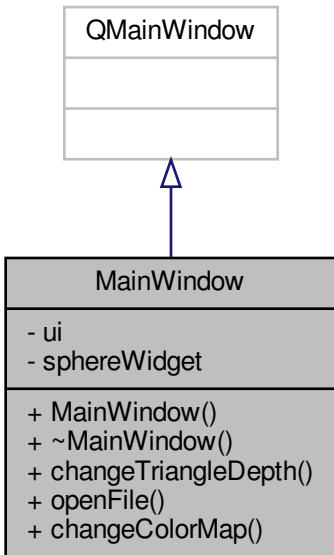 QMainWindow
MainWindow
- ui
- sphereWidget
+ MainWindow()
+ ~MainWindow()
+ changeTriangleDepth()
+ openFile()
+ changeColorMap()